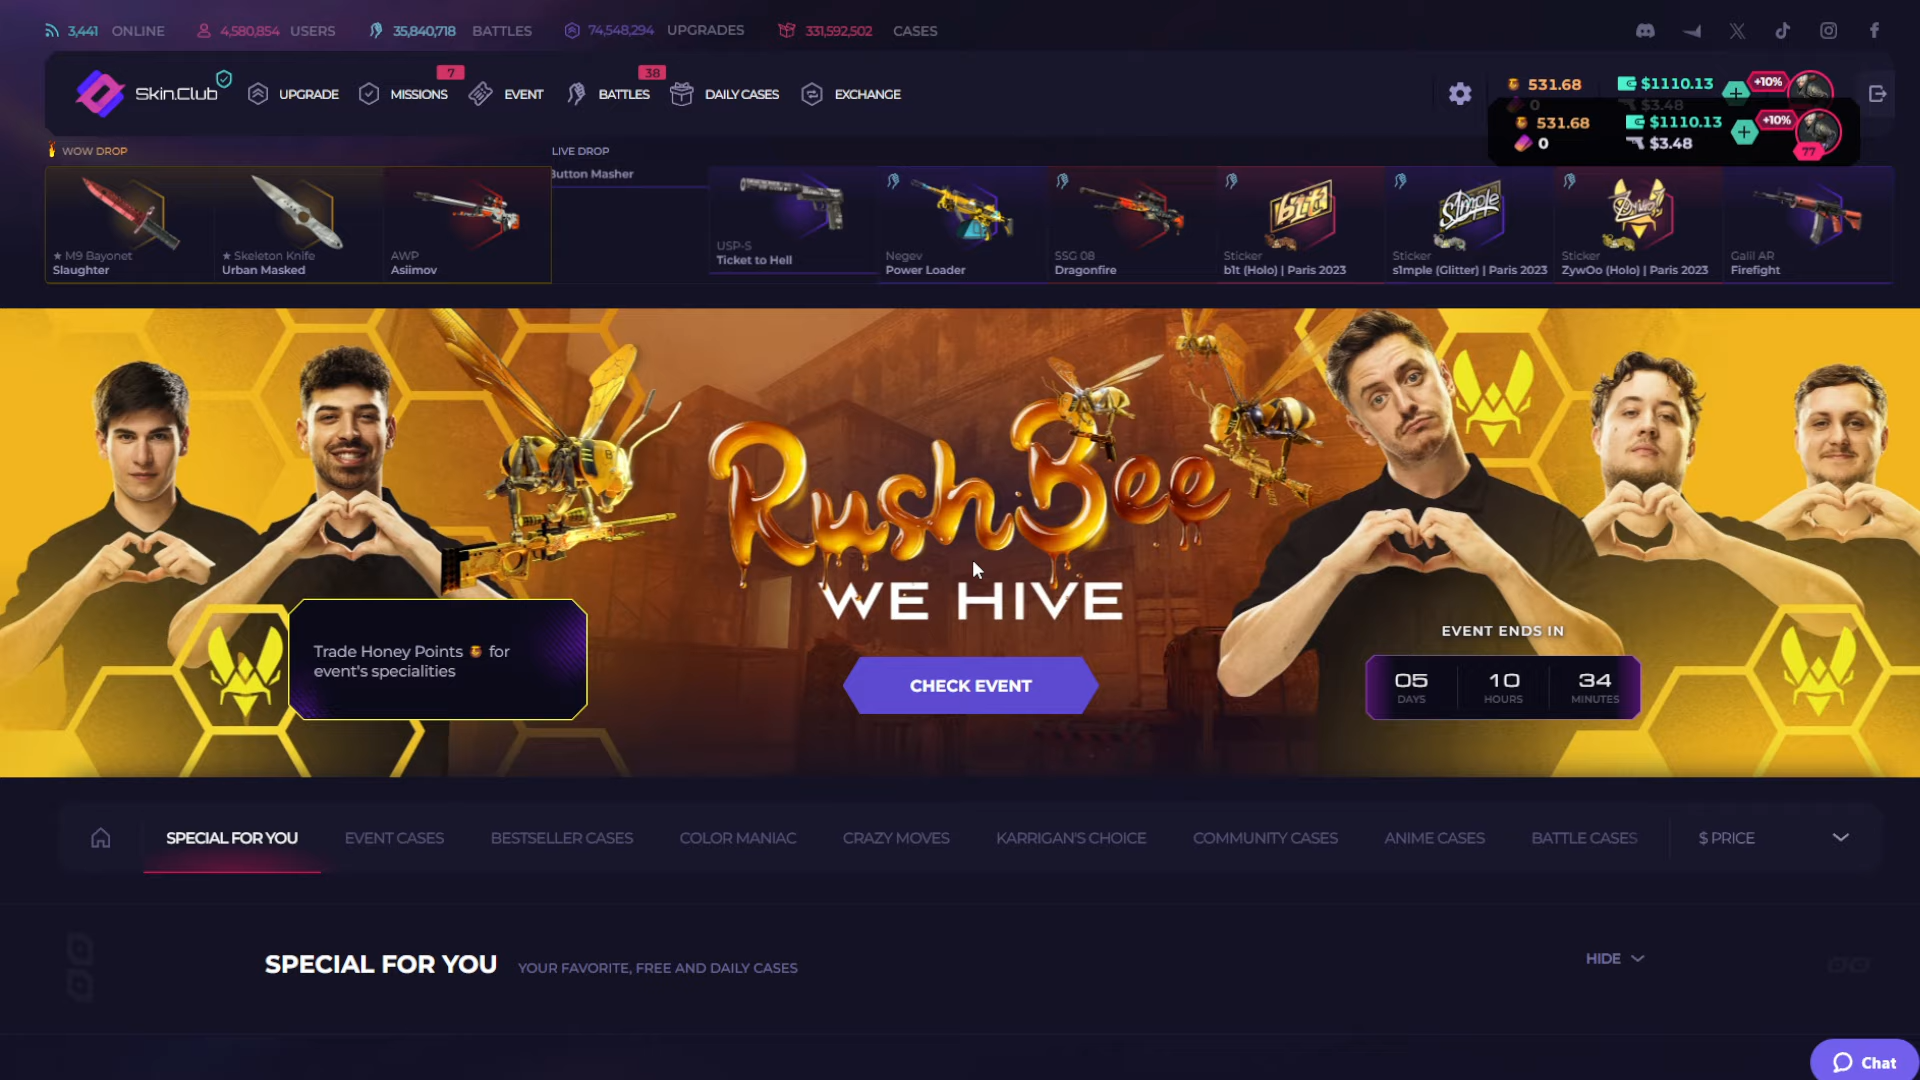 3,441 ONLINE 4,580,854 USERS 35,840,718 BATTLES 74,548,294 UPGRADES 331,592,502 CASES
Skin.Club UPGRADE MISSIONS 7 EVENT BATTLES 38 DAILY CASES EXCHANGE
531.68 $1110.13 +10%
0 $3.48
531.68 $1110.13 +10%
0 $3.48 77
WOW DROP
LIVE DROP
★ M9 Bayonet
Slaughter
★ Skeleton Knife
Urban Masked
AWP
Asiimov
Button Masher
USP-S
Ticket to Hell
Negev
Power Loader
SSG 08
Dragonfire
Sticker
b1t (Holo) | Paris 2023
Sticker
s1mple (Glitter) | Paris 2023
Sticker
ZywOo (Holo) | Paris 2023
Galil AR
Firefight
RushBee
WE HIVE
CHECK EVENT
Trade Honey Points for
event's specialities
EVENT ENDS IN
05 10 34
DAYS HOURS MINUTES
SPECIAL FOR YOU EVENT CASES BESTSELLER CASES COLOR MANIAC CRAZY MOVES KARRIGAN'S CHOICE COMMUNITY CASES ANIME CASES BATTLE CASES $ PRICE
SPECIAL FOR YOU YOUR FAVORITE, FREE AND DAILY CASES HIDE
Chat